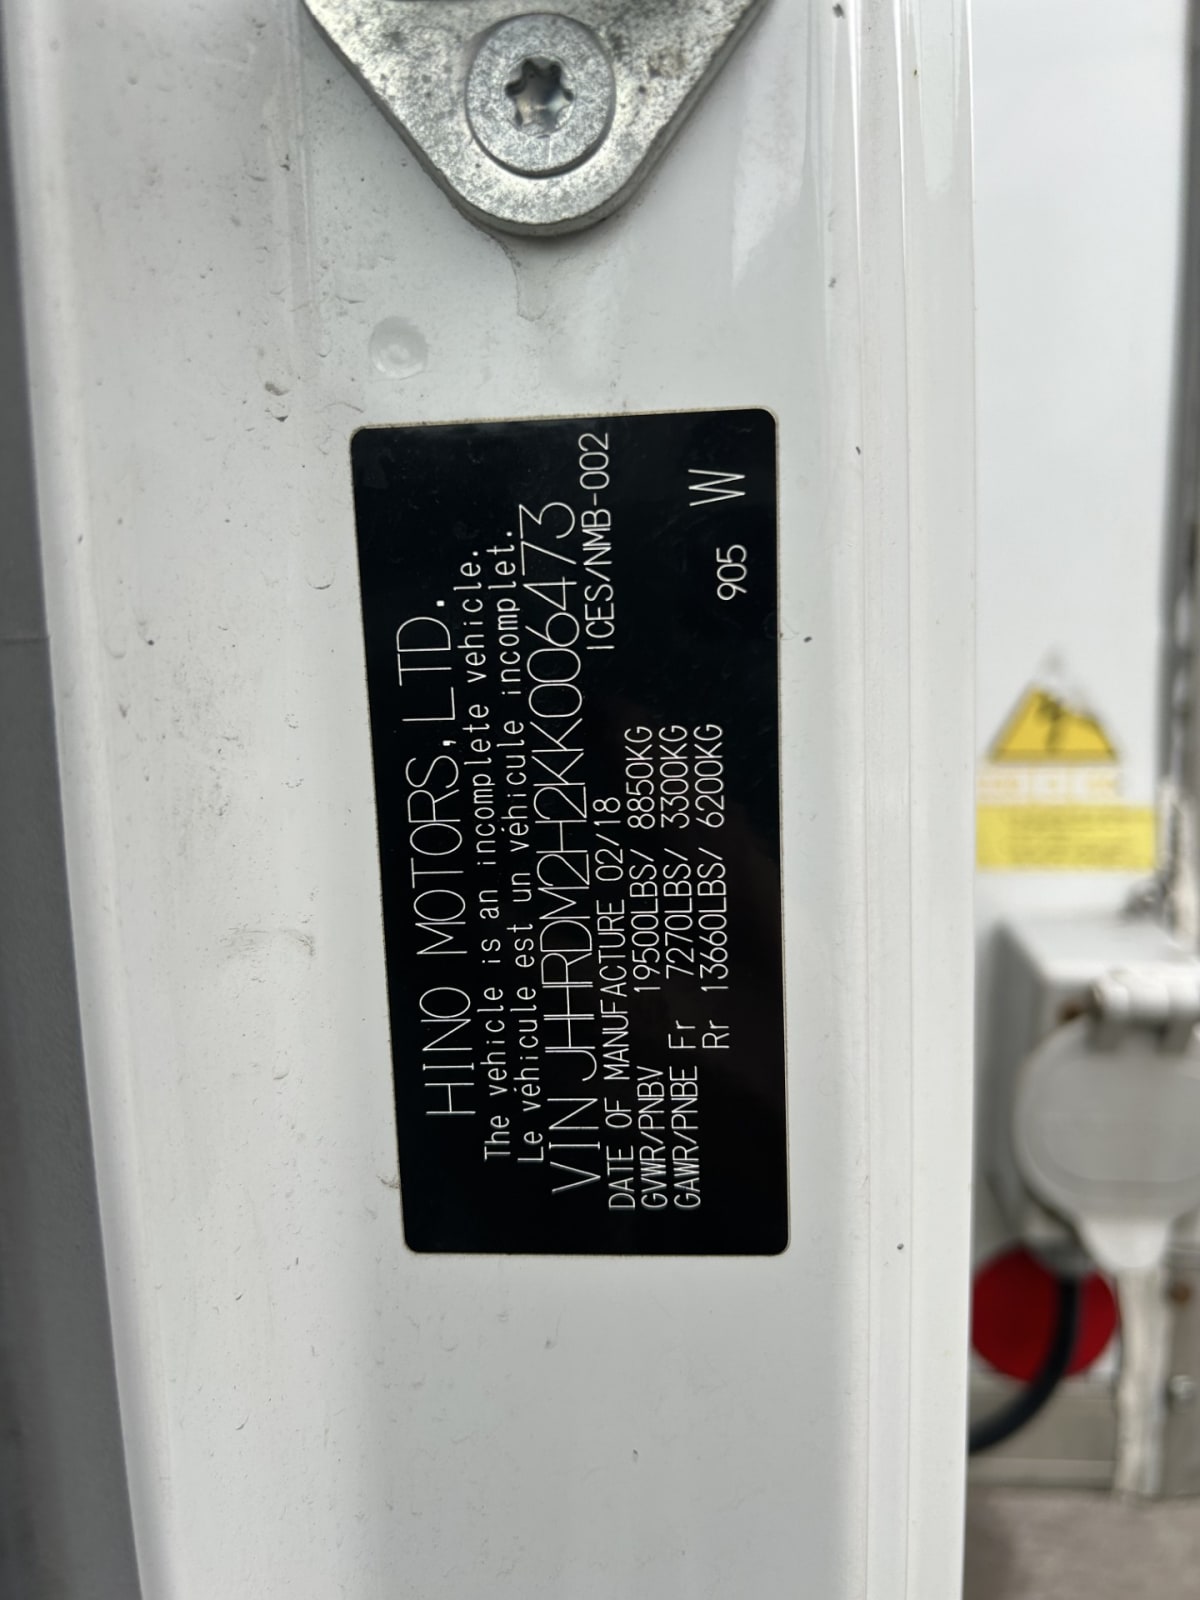 HINO MOTORS,LTD.
The vehicle is an incomplete vehicle.
Le véhicule est un véhicule incomplet.
VIN JHHRDM2H2KK006473
ICES/NMB-002
DATE OF MANUFACTURE 02/18
GVWR/PNBV 19500LBS/ 8850KG
GAWR/PNBE Fr 7270LBS/ 3300KG
Rr 13660LBS/ 6200KG
905 W